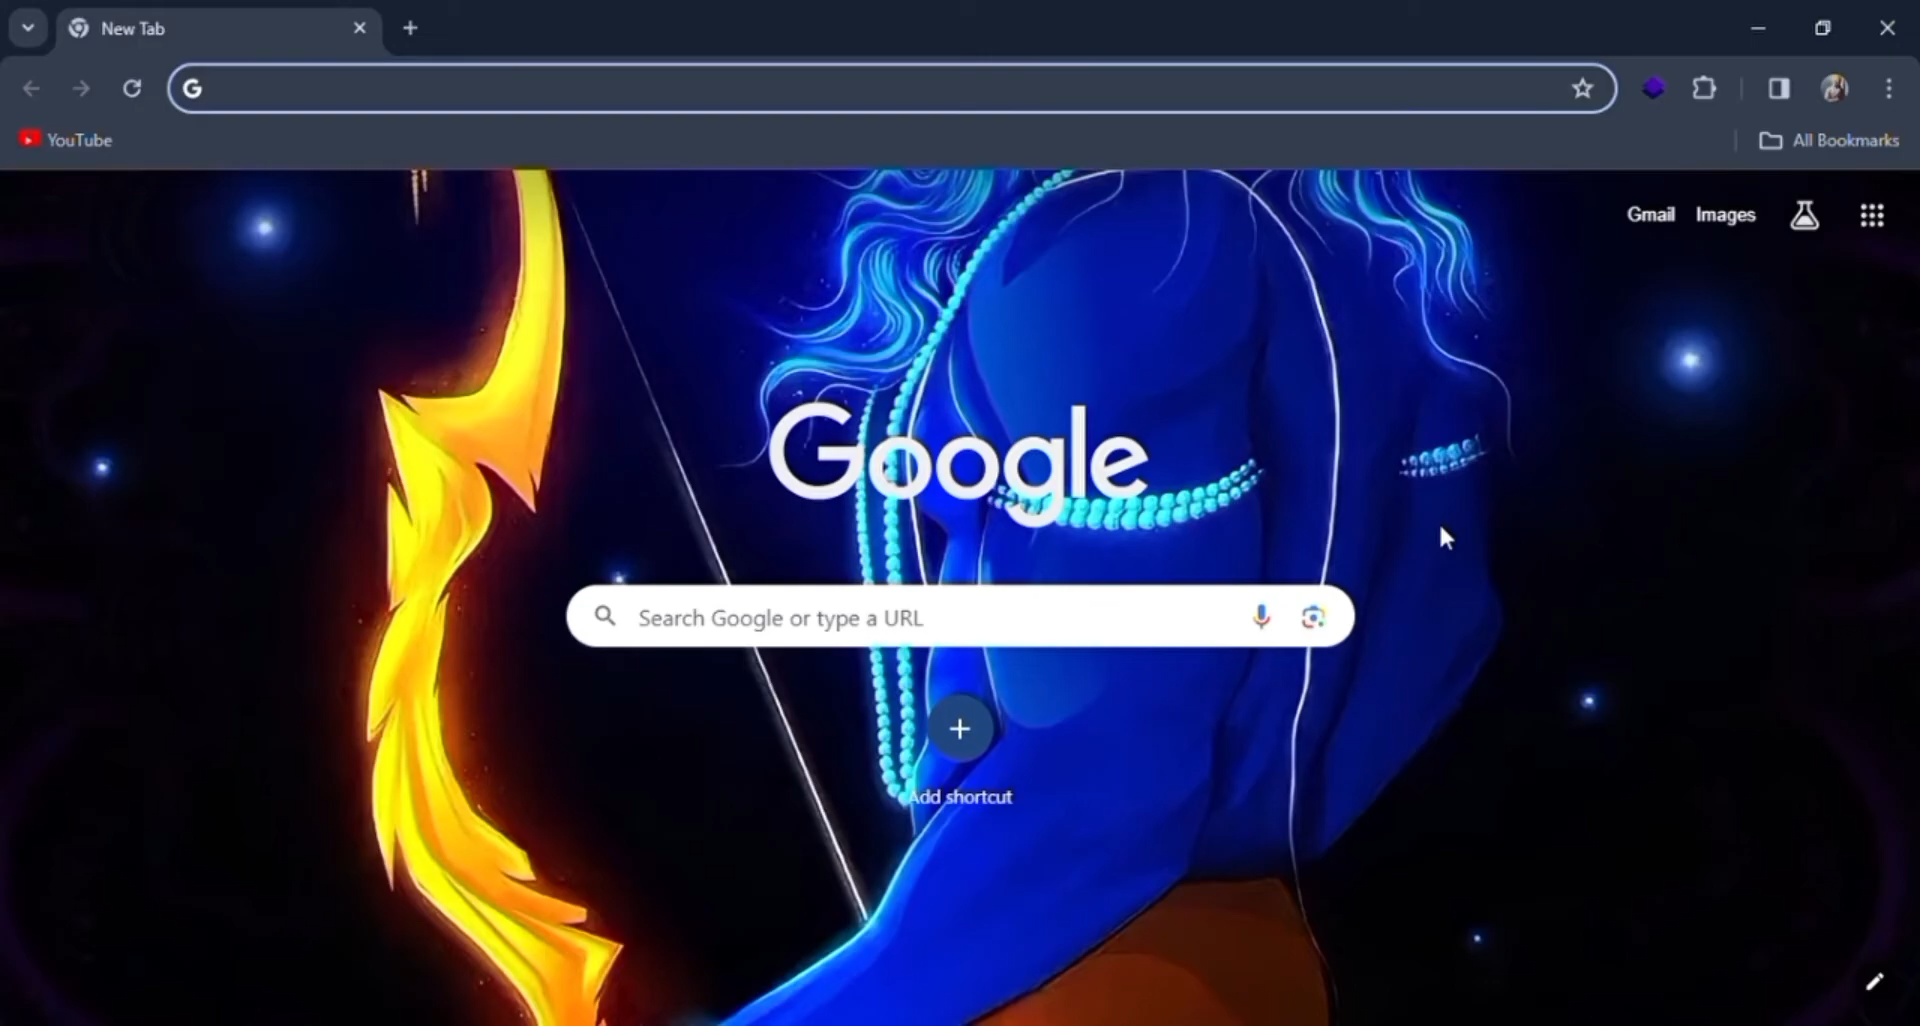 New Tab
YouTube
All Bookmarks
Gmail Images
Google
Search Google or type a URL
Add shortcut